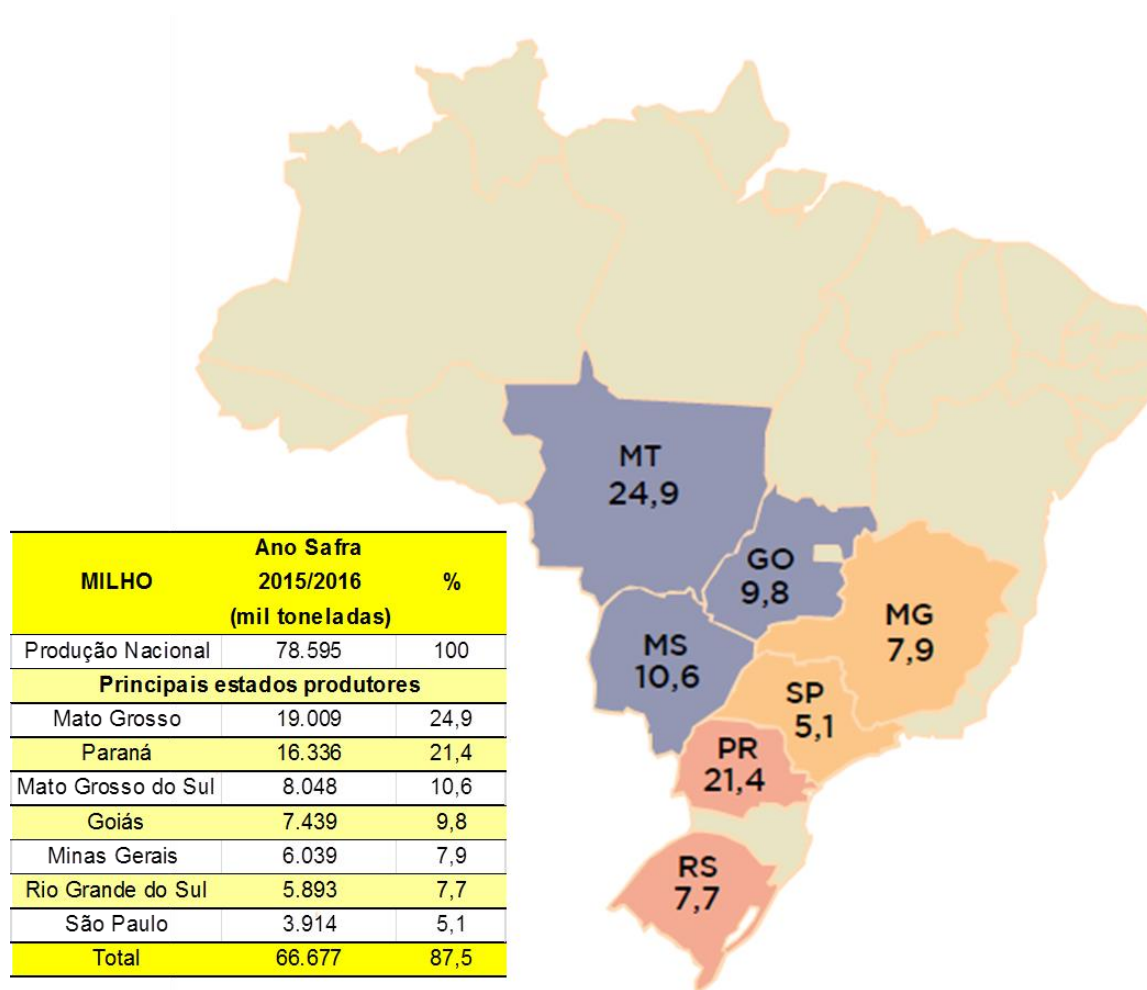 MT
24,9
GO
9,8
MG
7,9
MS
10,6
SP
5,1
PR
21,4
RS
7,7
MILHO Ano Safra 2015/2016 (mil toneladas) %
Produção Nacional 78.595 100
Principais estados produtores
Mato Grosso 19.009 24,9
Paraná 16.336 21,4
Mato Grosso do Sul 8.048 10,6
Goiás 7.439 9,8
Minas Gerais 6.039 7,9
Rio Grande do Sul 5.893 7,7
São Paulo 3.914 5,1
Total 66.677 87,5